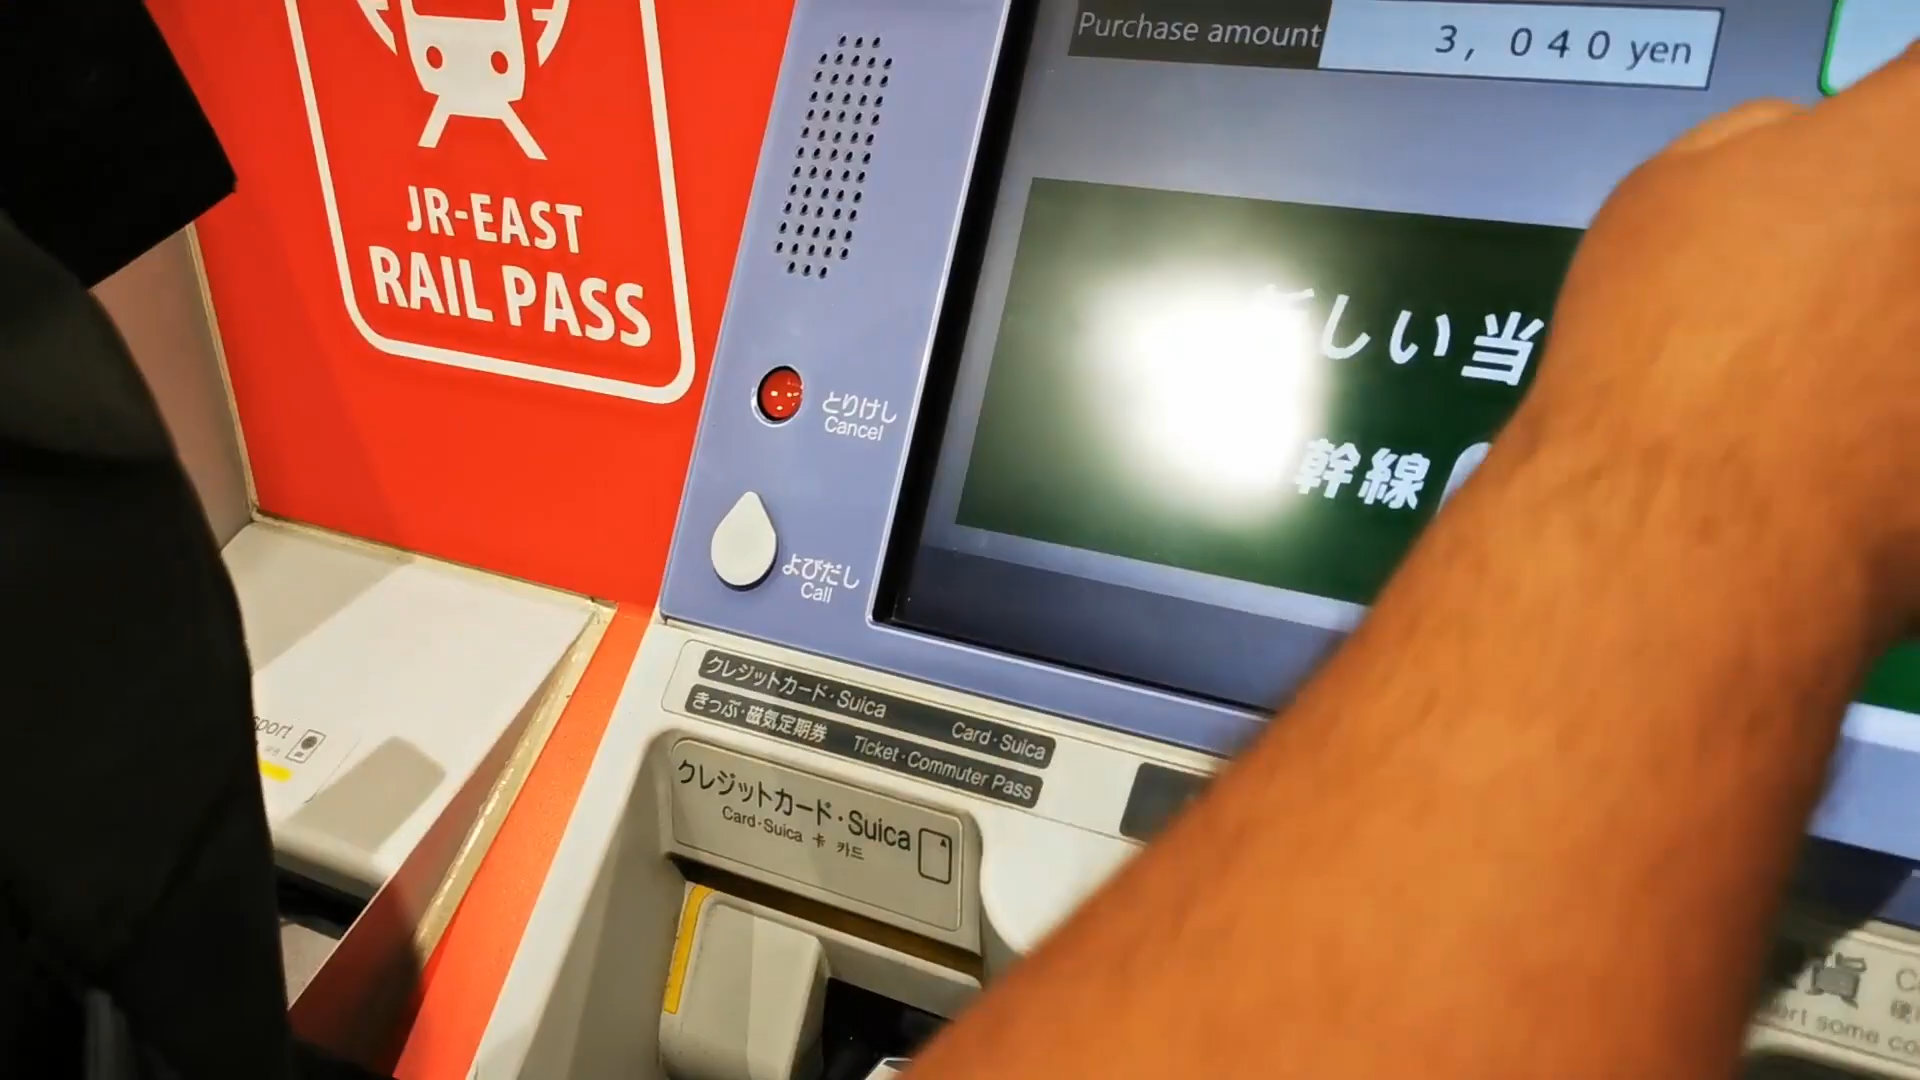 Purchase amount 3,040 yen
JR-EAST
RAIL PASS
しい当
幹線
とりけし
Cancel
よびだし
Call
クレジットカード・Suica Card・Suica
きっぷ・磁気定期券 Ticket・Commuter Pass
クレジットカード・Suica
Card・Suica 卡 카드
sport
some